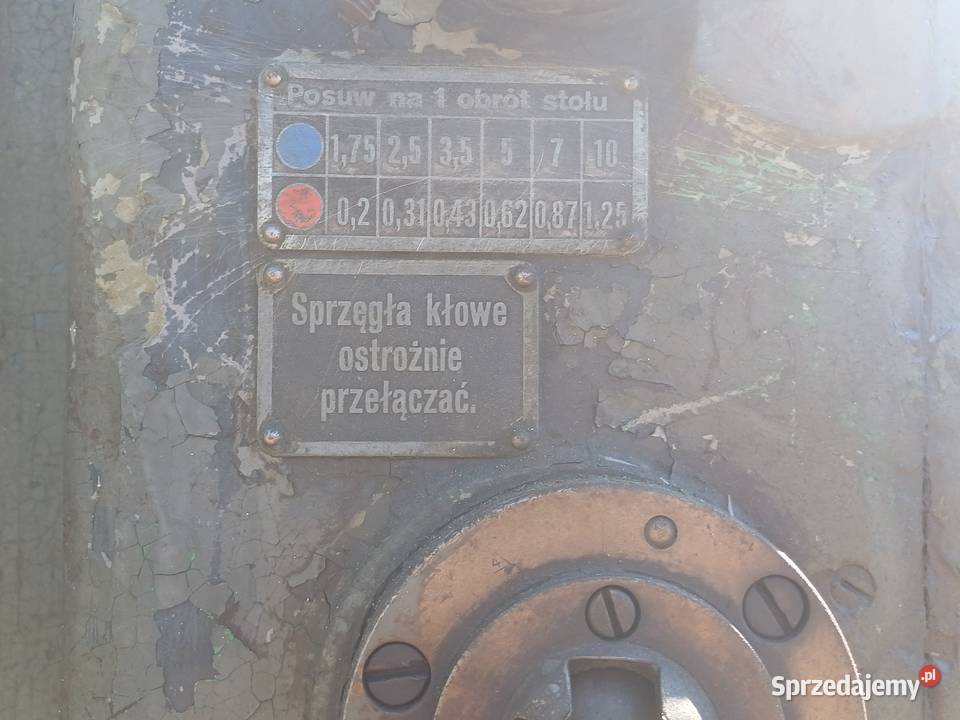 Posuw na 1 obrót stołu
1,75 2,5 3,5 5 7 10
0,2 0,31 0,43 0,62 0,87 1,25
Sprzęgła kłowe
ostrożnie
przełączać.
Sprzedajemy.pl